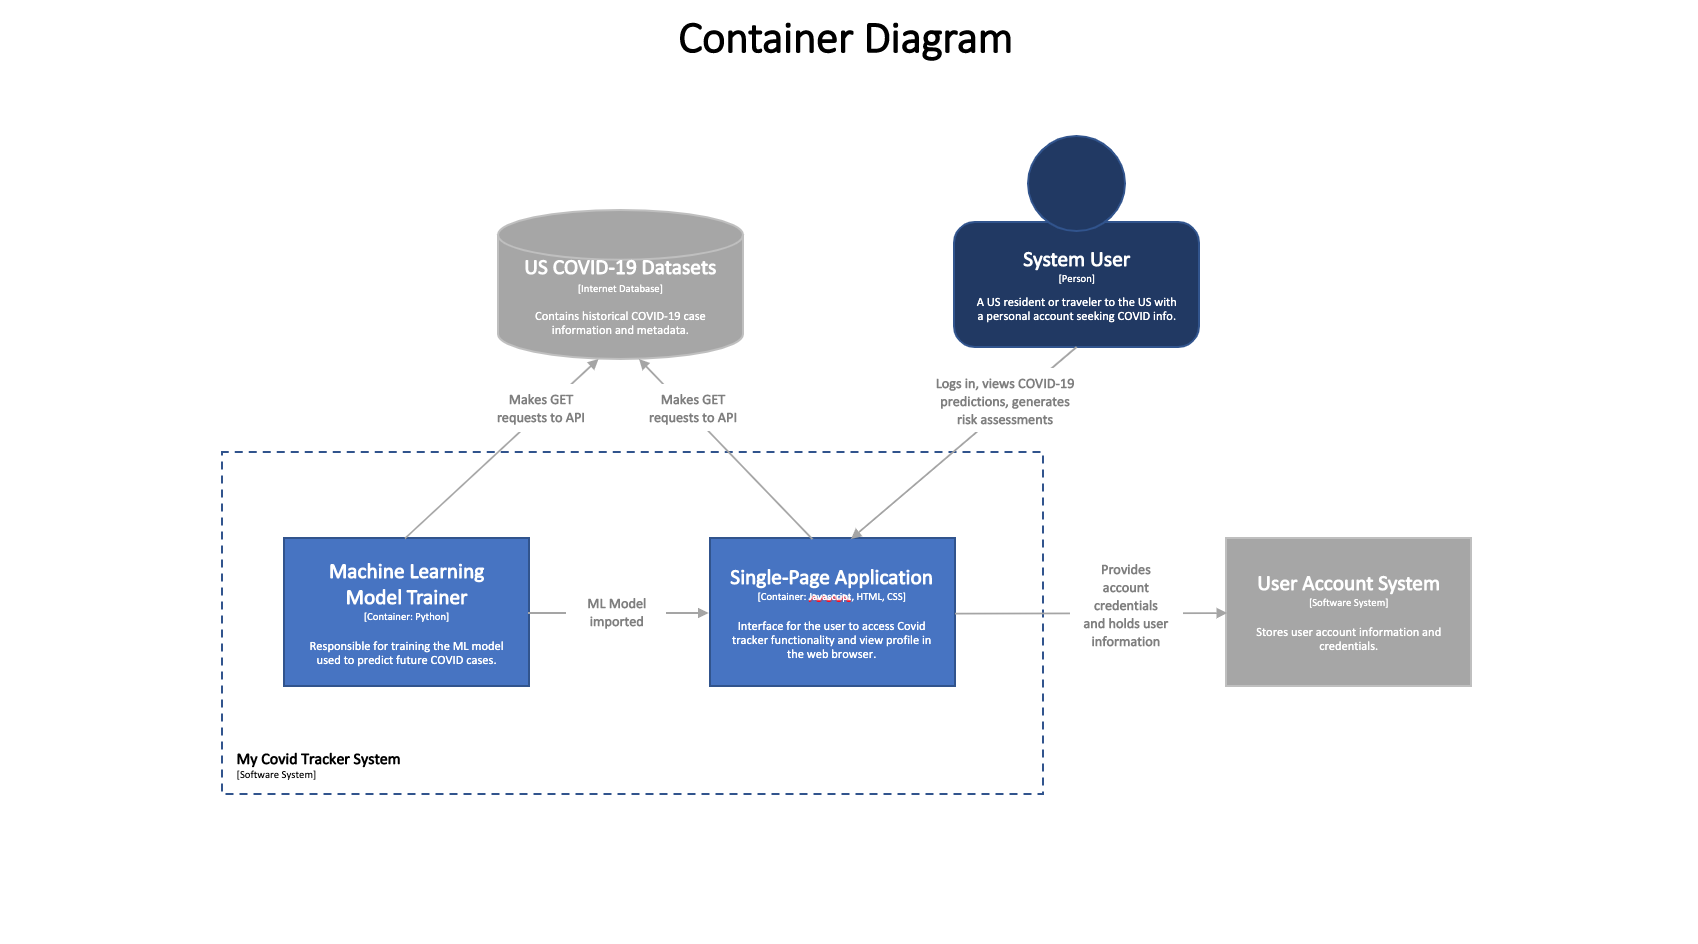 Container Diagram
US COVID-19 Datasets
[Internet Database]
Contains historical COVID-19 case
information and metadata.
System User
[Person]
A US resident or traveler to the US with
a personal account seeking COVID info.
Makes GET
requests to API
Makes GET
requests to API
Logs in, views COVID-19
predictions, generates
risk assessments
Machine Learning
Model Trainer
[Container: Python]
Responsible for training the ML model
used to predict future COVID cases.
ML Model
imported
Single-Page Application
[Container: Javascript, HTML, CSS]
Interface for the user to access Covid
tracker functionality and view profile in
the web browser.
Provides
account
credentials
and holds user
information
User Account System
[Software System]
Stores user account information and
credentials.
My Covid Tracker System
[Software System]